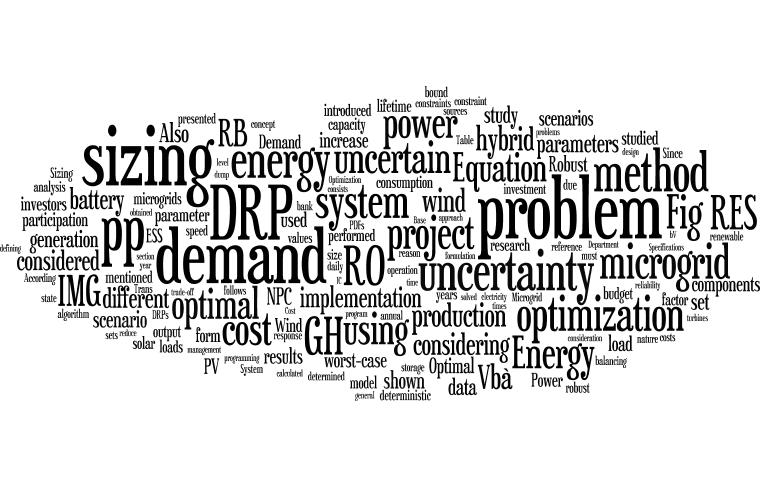 bound
introduced lifetime constraints constraint
sources
presented capacity study scenarios
Also RB concept power
Table hybrid problems
sizing Demand increase parameters studied
level energy uncertain Equation Robust design Since
Sizing dump Optimization method
analysis consists consumption investment due
investors battery microgrids DRP system wind problem Fig RES
participation obtained parameter bank approach
pp ESS speed used PDFs Base
defining generation section values performed project research reference Department kV renewable
considered year demand size reason formulation must Specifications
According mentioned Trans daily RO operation uncertainty microgrid
IMG different trade-off follows IC time reliability components
state optimal NPC implementation years solved electricity Microgrid budget factor set
algorithm scenario DRPs Cost program annual times turbines
sets reduce output cost Wind GH using production optimization
solar loads form response considering consideration load nature costs
management results worst-case Energy balancing
PV programming System storage Optimal
calculated determined model shown data Vbà Power robust
general deterministic